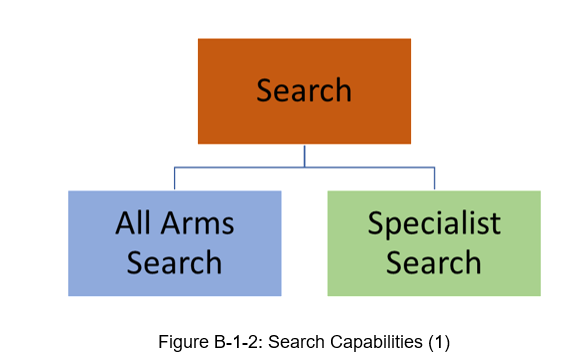 Search
All Arms
Search
Specialist
Search
Figure B-1-2: Search Capabilities (1)